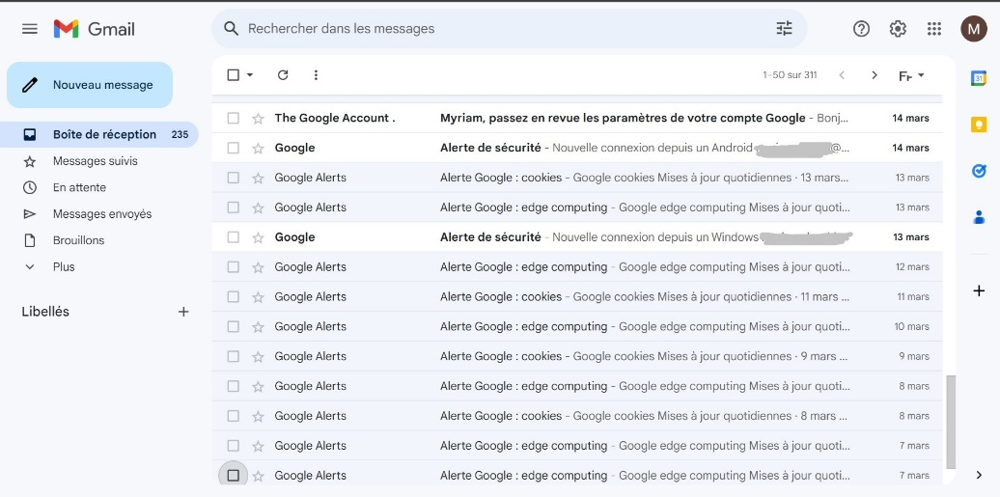 Gmail
Rechercher dans les messages
M
Nouveau message
1–50 sur 311
Boîte de réception 235
Messages suivis
En attente
Messages envoyés
Brouillons
Plus
Libellés
The Google Account . Myriam, passez en revue les paramètres de votre compte Google - Bonj... 14 mars
Google Alerte de sécurité - Nouvelle connexion depuis un Android @... 14 mars
Google Alerts Alerte Google : cookies - Google cookies Mises à jour quotidiennes · 13 mars... 13 mars
Google Alerts Alerte Google : edge computing - Google edge computing Mises à jour quoti... 13 mars
Google Alerte de sécurité - Nouvelle connexion depuis un Windows 13 mars
Google Alerts Alerte Google : edge computing - Google edge computing Mises à jour quoti... 12 mars
Google Alerts Alerte Google : cookies - Google cookies Mises à jour quotidiennes · 11 mars ... 11 mars
Google Alerts Alerte Google : edge computing - Google edge computing Mises à jour quoti... 10 mars
Google Alerts Alerte Google : cookies - Google cookies Mises à jour quotidiennes · 9 mars ... 9 mars
Google Alerts Alerte Google : edge computing - Google edge computing Mises à jour quoti... 8 mars
Google Alerts Alerte Google : cookies - Google cookies Mises à jour quotidiennes · 8 mars ... 8 mars
Google Alerts Alerte Google : edge computing - Google edge computing Mises à jour quoti... 7 mars
Google Alerts Alerte Google : edge computing - Google edge computing Mises à jour quoti... 7 mars
31